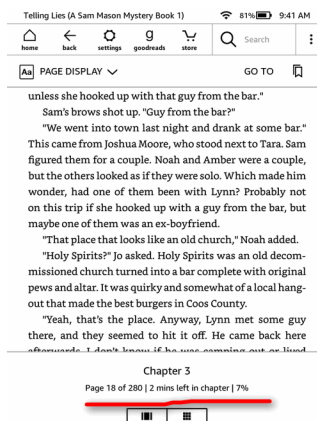 Telling Lies (A Sam Mason Mystery Book 1) 81% 9:41 AM
home back settings goodreads store Search
Aa PAGE DISPLAY GO TO
unless she hooked up with that guy from the bar."
Sam's brows shot up. "Guy from the bar?"
"We went into town last night and drank at some bar."
This came from Joshua Moore, who stood next to Tara. Sam
figured them for a couple. Noah and Amber were a couple,
but the others looked as if they were solo. Which made him
wonder, had one of them been with Lynn? Probably not
on this trip if she hooked up with a guy from the bar, but
maybe one of them was an ex-boyfriend.
"That place that looks like an old church," Noah added.
"Holy Spirits?" Jo asked. Holy Spirits was an old decom-
missioned church turned into a bar complete with original
pews and altar. It was quirky and somewhat of a local hang-
out that made the best burgers in Coos County.
"Yeah, that's the place. Anyway, Lynn met some guy
there, and they seemed to hit it off. He came back here
afterwards. I don't know if he was camping out or lived
Chapter 3
Page 18 of 280 | 2 mins left in chapter | 7%